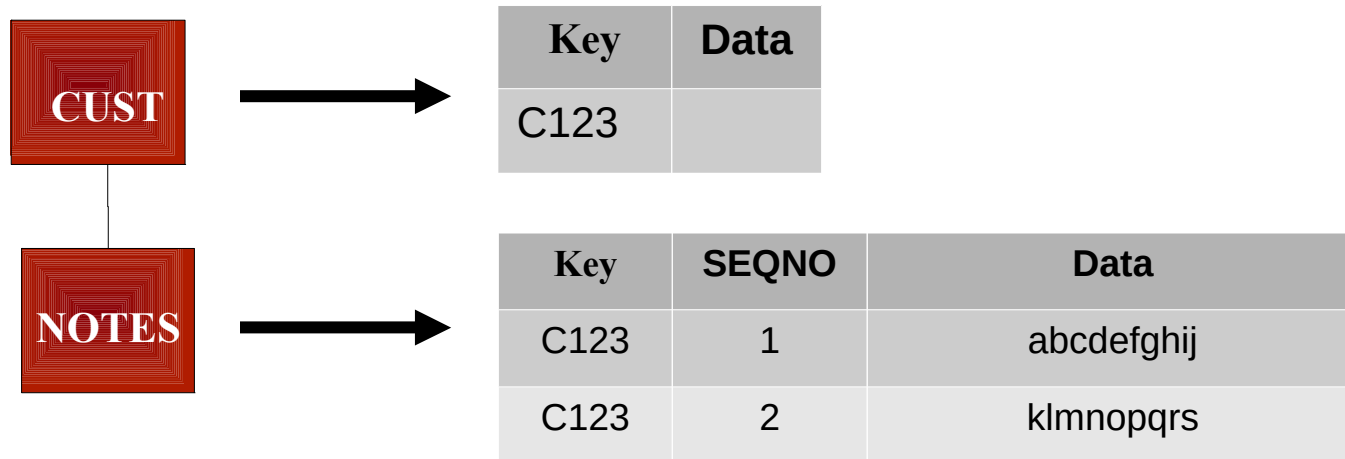 CUST
Key Data
C123
NOTES
Key SEQNO Data
C123 1 abcdefghij
C123 2 klmnopqrs